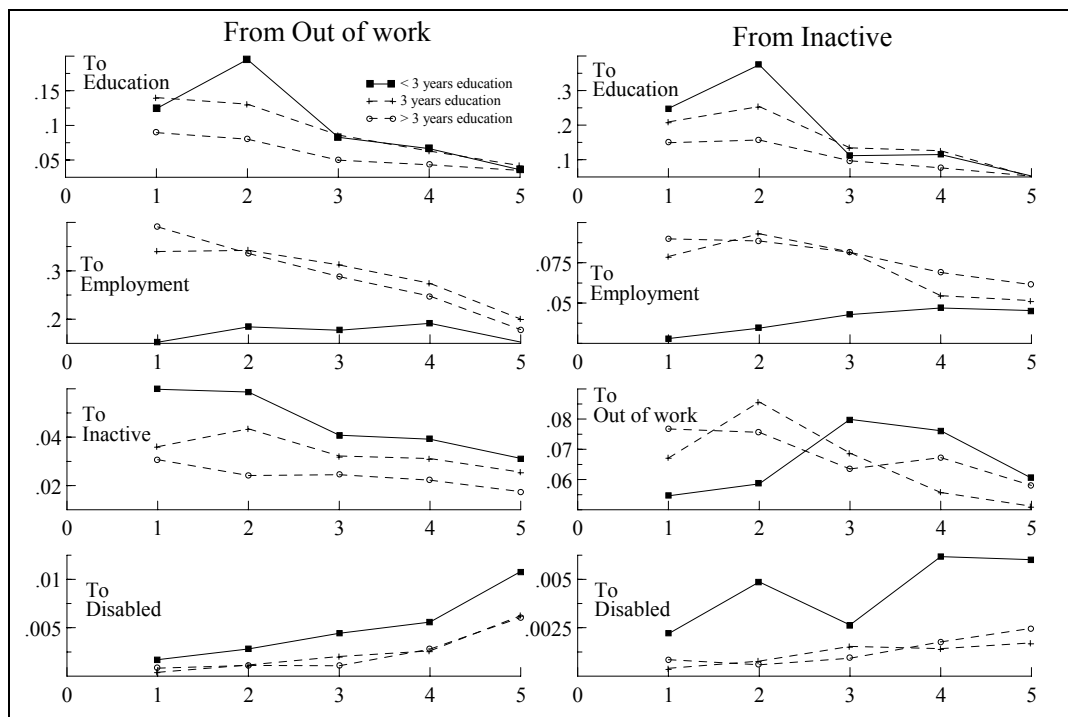 From Out of work
From Inactive
To
Education
.15
.1
.05
< 3 years education
3 years education
> 3 years education
0 1 2 3 4 5
To
Education
.3
.2
.1
0 1 2 3 4 5
To
Employment
.3
.2
0 1 2 3 4 5
To
Employment
.075
.05
0 1 2 3 4 5
To
Inactive
.04
.02
0 1 2 3 4 5
To
Out of work
.08
.07
.06
0 1 2 3 4 5
To
Disabled
.01
.005
0 1 2 3 4 5
To
Disabled
.005
.0025
0 1 2 3 4 5